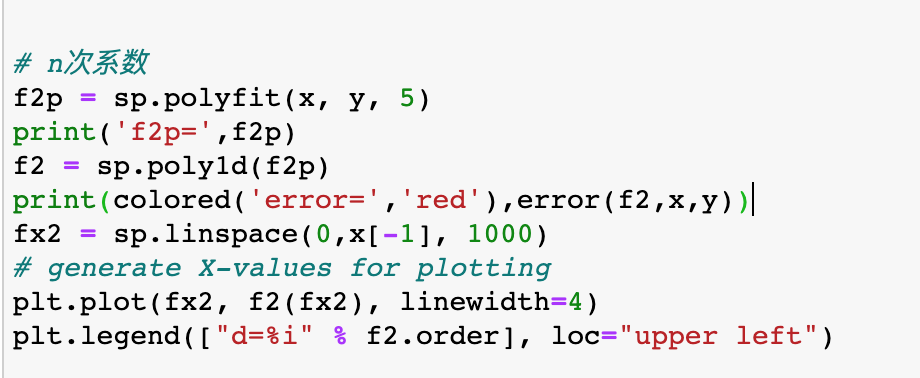 # n次系数
f2p = sp.polyfit(x, y, 5)
print('f2p=',f2p)
f2 = sp.poly1d(f2p)
print(colored('error=','red'),error(f2,x,y))
fx2 = sp.linspace(0,x[-1], 1000)
# generate X-values for plotting
plt.plot(fx2, f2(fx2), linewidth=4)
plt.legend(["d=%i" % f2.order], loc="upper left")